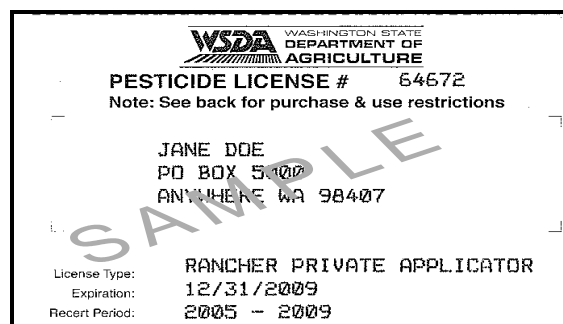 WSDA
WASHINGTON STATE
DEPARTMENT OF
AGRICULTURE
PESTICIDE LICENSE # 64672
Note: See back for purchase & use restrictions
JANE DOE
PO BOX
ANYWHERE WA 98407
SAMPLE
License Type: RANCHER PRIVATE APPLICATOR
Expiration: 12/31/2009
Recert Period: 2005 - 2009